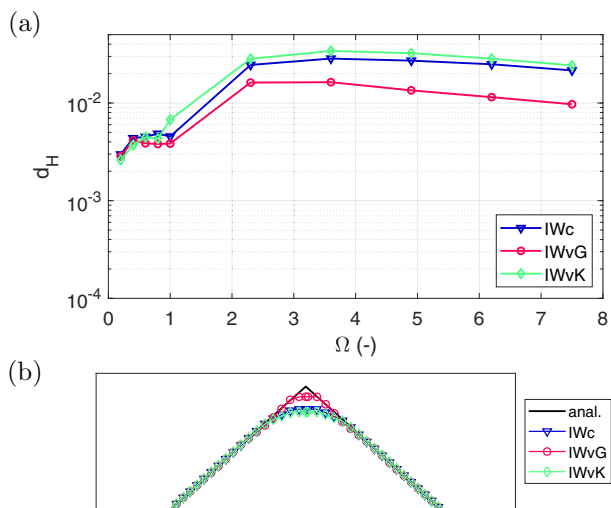 (a)
10^-2
10^-3
10^-4
d_H
IWc
IWvG
IWvK
0 1 2 3 4 5 6 7 8
Ω (-)
(b)
anal.
IWc
IWvG
IWvK